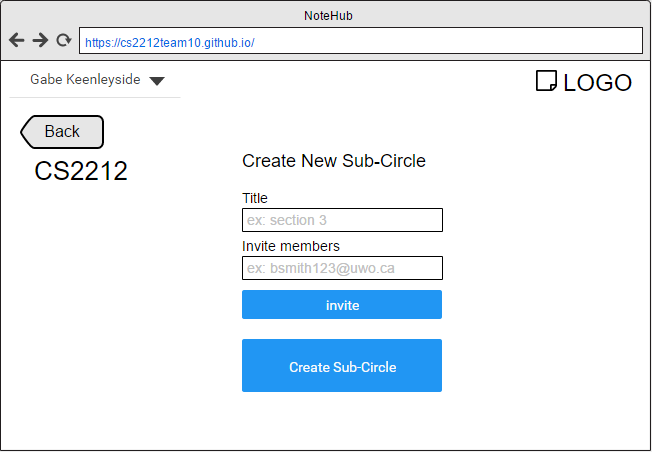 NoteHub
https://cs2212team10.github.io/
Gabe Keenleyside
LOGO
Back
CS2212
Create New Sub-Circle
Title
ex: section 3
Invite members
ex: bsmith123@uwo.ca
invite
Create Sub-Circle